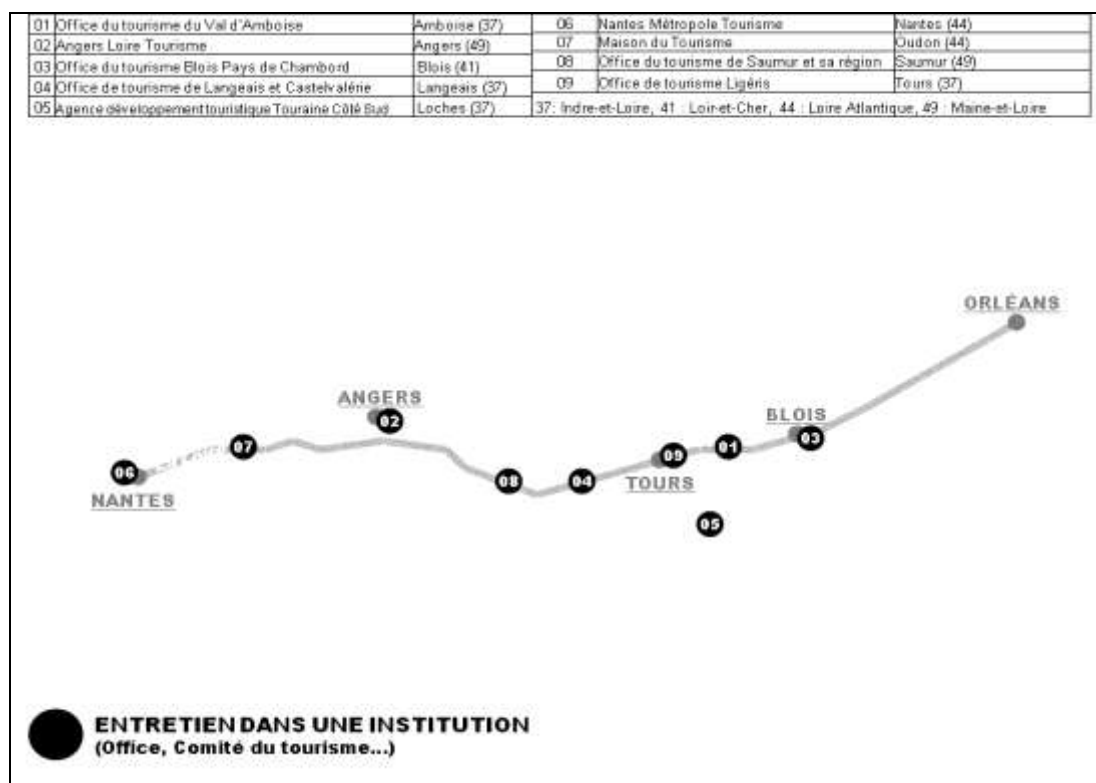 01 Office du tourisme du Val d'Amboise Amboise (37) 06 Nantes Métropole Tourisme Nantes (44)
02 Angers Loire Tourisme Angers (49) 07 Maison du Tourisme Oudon (44)
03 Office du tourisme Blois Pays de Chambord Blois (41) 08 Office du tourisme de Saumur et sa région Saumur (49)
04 Office de tourisme de Langeais et Castelvalérie Langeais (37) 09 Office de tourisme Ligéris Tours (37)
05 Agence développement touristique Touraine Côté Sud Loches (37) 37: Indre-et-Loire, 41 : Loir-et-Cher, 44 : Loire Atlantique, 49 : Maine-et-Loire
ORLÉANS
ANGERS
02
BLOIS
03
07
01
09
06
08
04
TOURS
NANTES
05
ENTRETIEN DANS UNE INSTITUTION
(Office, Comité du tourisme...)